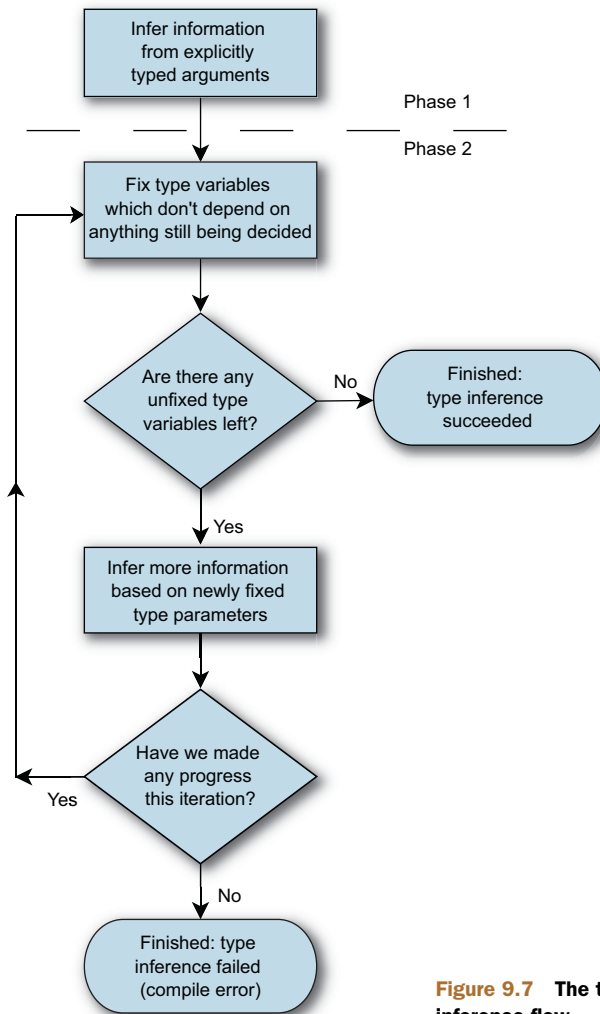 Infer information
from explicitly
typed arguments
Phase 1
Phase 2
Fix type variables
which don't depend on
anything still being decided
Are there any
unfixed type
variables left?
No
Finished:
type inference
succeeded
Yes
Infer more information
based on newly fixed
type parameters
Have we made
any progress
this iteration?
Yes
No
Finished: type
inference failed
(compile error)
Figure 9.7 The t